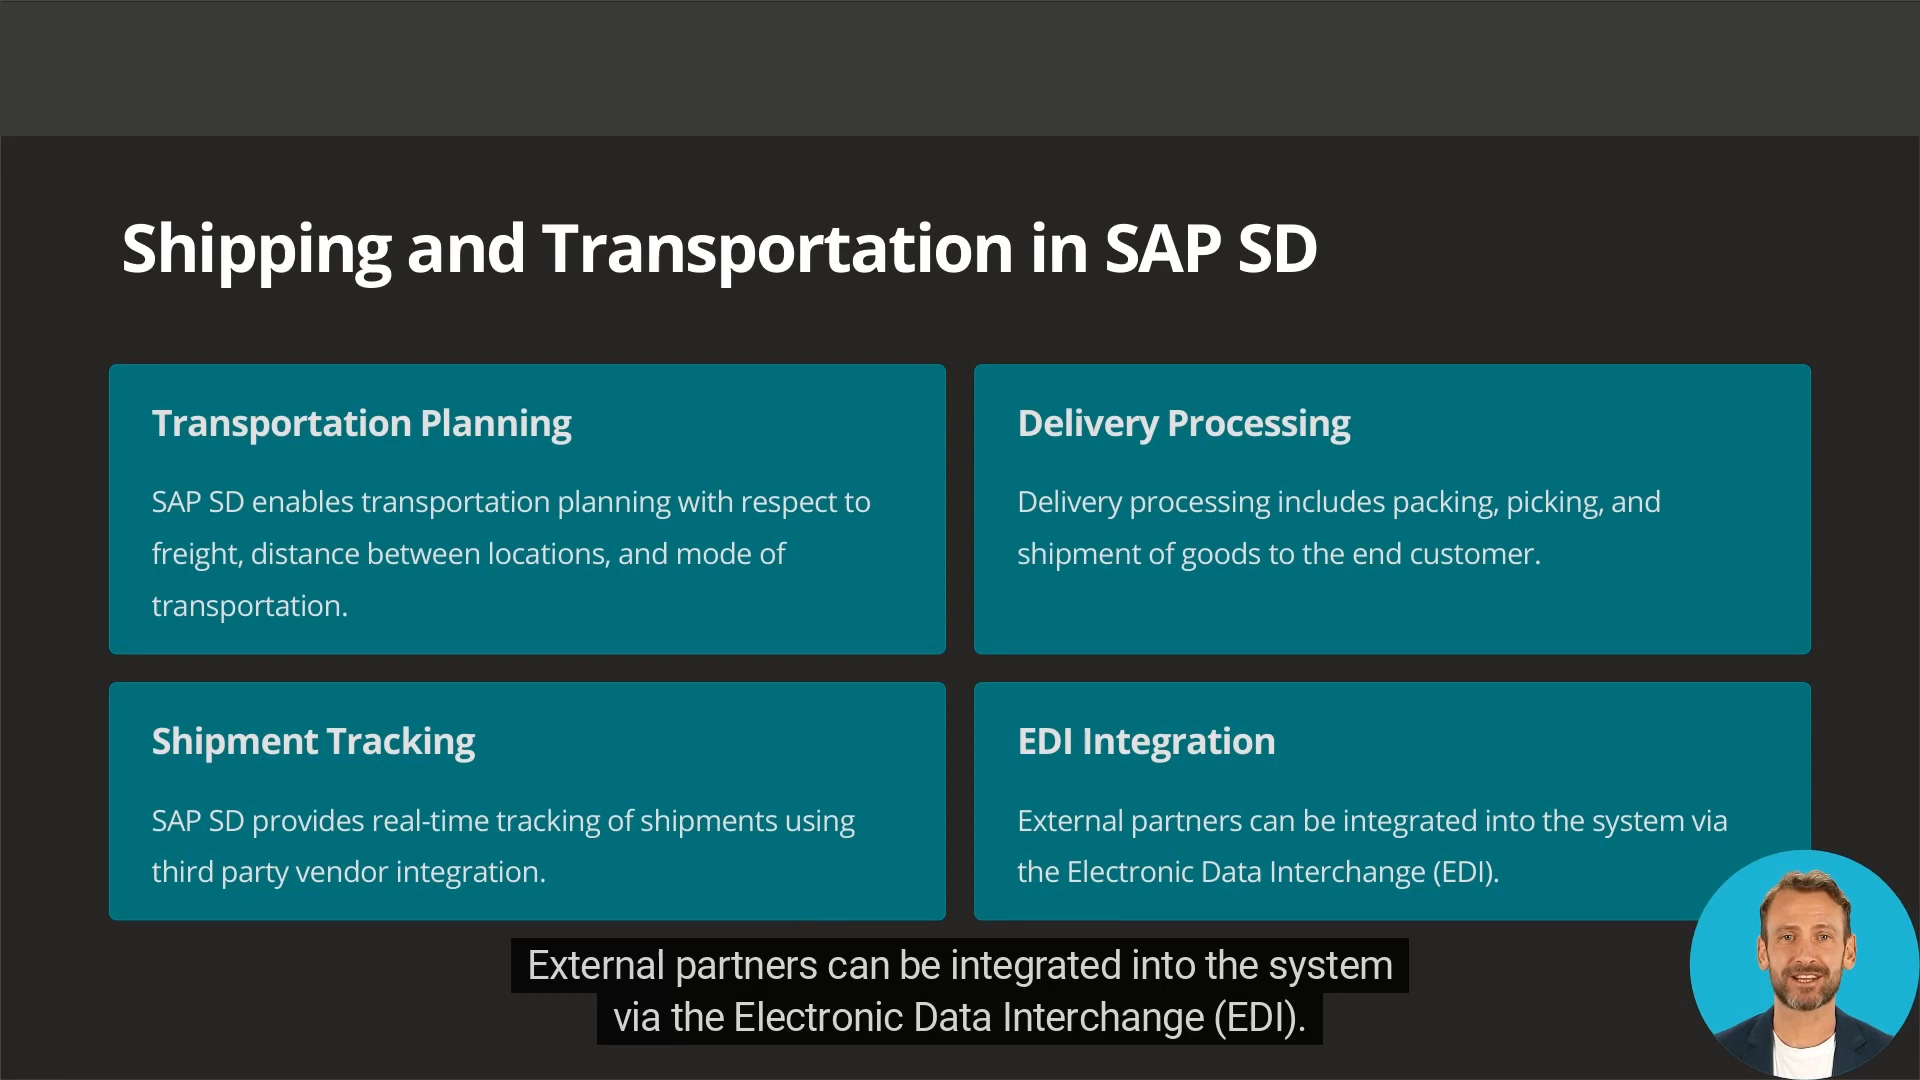 Shipping and Transportation in SAP SD
Transportation Planning
SAP SD enables transportation planning with respect to
freight, distance between locations, and mode of
transportation.
Delivery Processing
Delivery processing includes packing, picking, and
shipment of goods to the end customer.
Shipment Tracking
SAP SD provides real-time tracking of shipments using
third party vendor integration.
EDI Integration
External partners can be integrated into the system via
the Electronic Data Interchange (EDI).
External partners can be integrated into the system
via the Electronic Data Interchange (EDI).